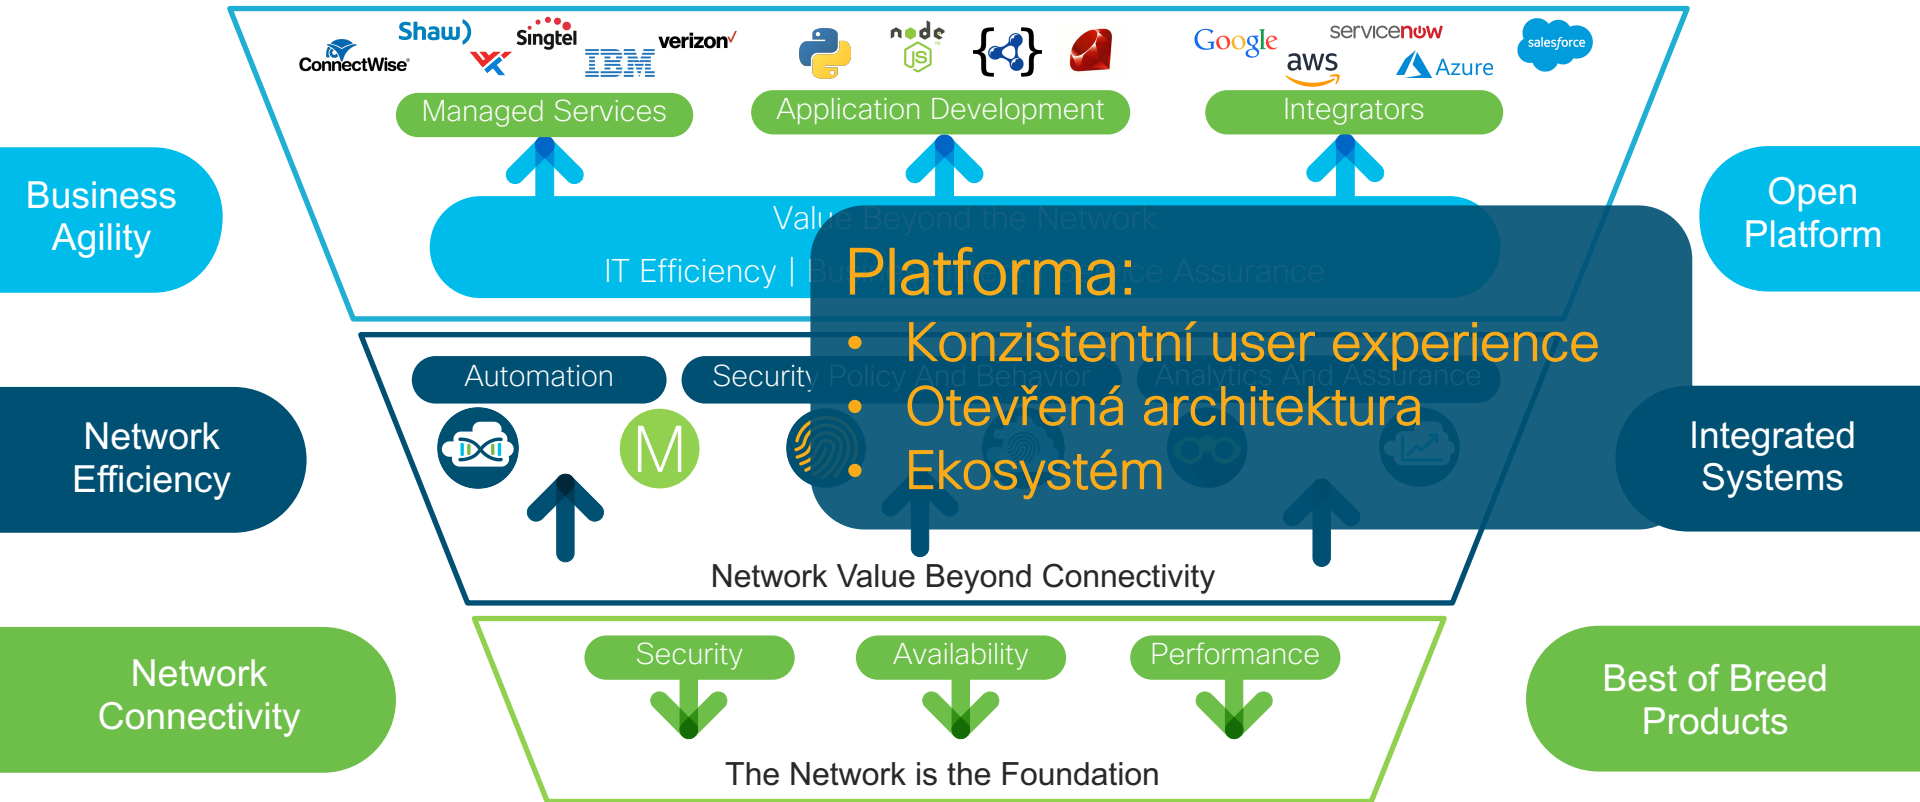 ConnectWise
Shaw)
Singtel
IBM
verizon
node
JS
Google
servicenow
aws
Azure
salesforce
Managed Services
Application Development
Integrators
Business
Agility
Open
Platform
Value Beyond the Network
IT Efficiency | Assurance
Platforma:
• Konzistentní user experience
• Otevřená architektura
• Ekosystém
Automation
Security Policy And Behavior
Analytics And Assurance
M
Network
Efficiency
Integrated
Systems
Network Value Beyond Connectivity
Security
Availability
Performance
Network
Connectivity
Best of Breed
Products
The Network is the Foundation